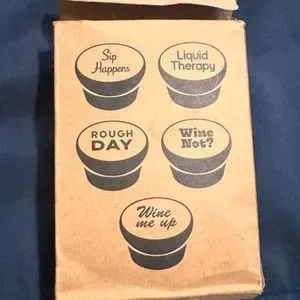 Sip
Happens
Liquid
Therapy
ROUGH
DAY
Wine
Not?
Wine
me up